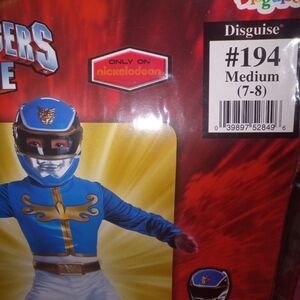 Disguise®
#194
Medium
(7-8)
0 39897 52849 6
GERS
E
ONLY ON
nickelodeon